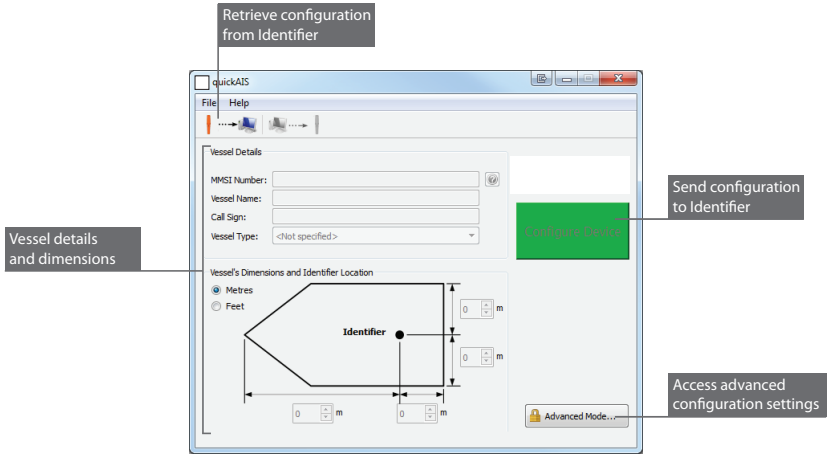 Retrieve configuration
from Identifier
quickAIS
File Help
Vessel Details
MMSI Number:
Vessel Name:
Call Sign:
Vessel Type: <Not specified>
Configure Device
Send configuration
to Identifier
Vessel details
and dimensions
Vessel's Dimensions and Identifier Location
Metres
Feet
Identifier
0 m
0 m
0 m
0 m
Advanced Mode...
Access advanced
configuration settings